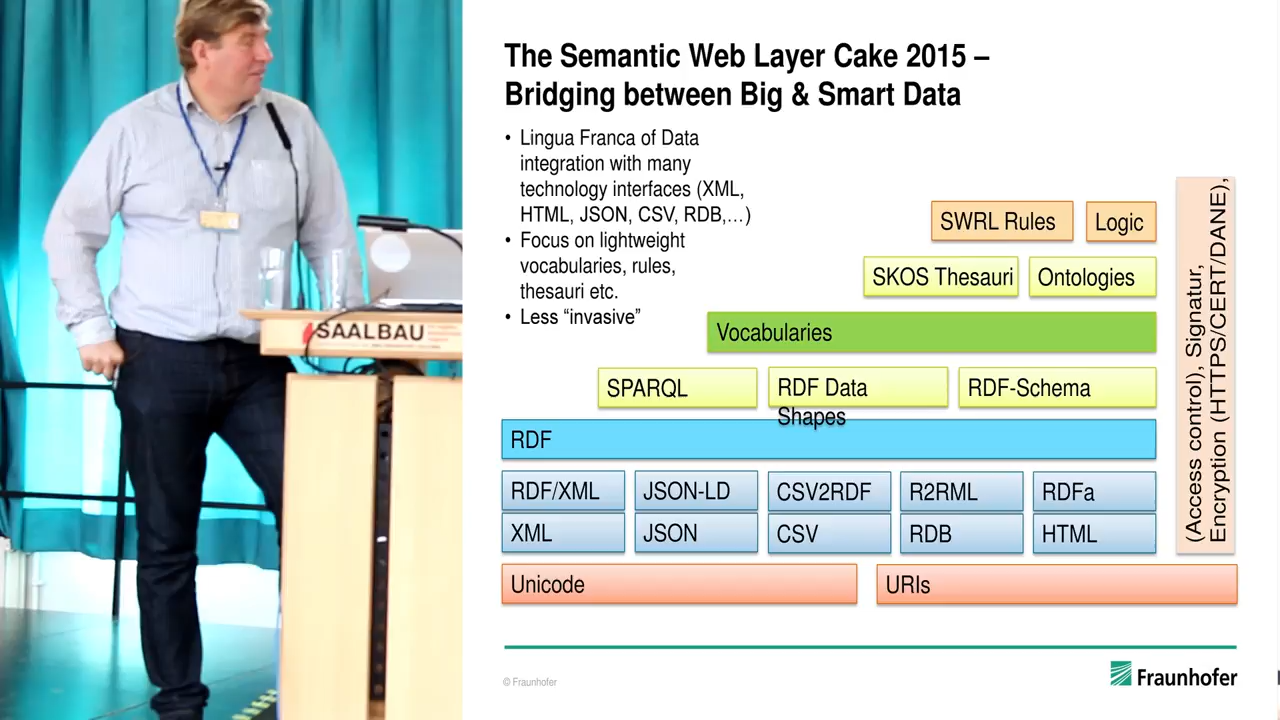 The Semantic Web Layer Cake 2015 –
Bridging between Big & Smart Data
• Lingua Franca of Data
integration with many
technology interfaces (XML,
HTML, JSON, CSV, RDB,…)
• Focus on lightweight
vocabularies, rules,
thesauri etc.
• Less “invasive”
SWRL Rules
Logic
SKOS Thesauri
Ontologies
Vocabularies
SPARQL
RDF Data
Shapes
RDF-Schema
RDF
RDF/XML
JSON-LD
CSV2RDF
R2RML
RDFa
XML
JSON
CSV
RDB
HTML
Unicode
URIs
(Access control), Signatur,
Encryption (HTTPS/CERT/DANE),
© Fraunhofer
Fraunhofer
SAALBAU